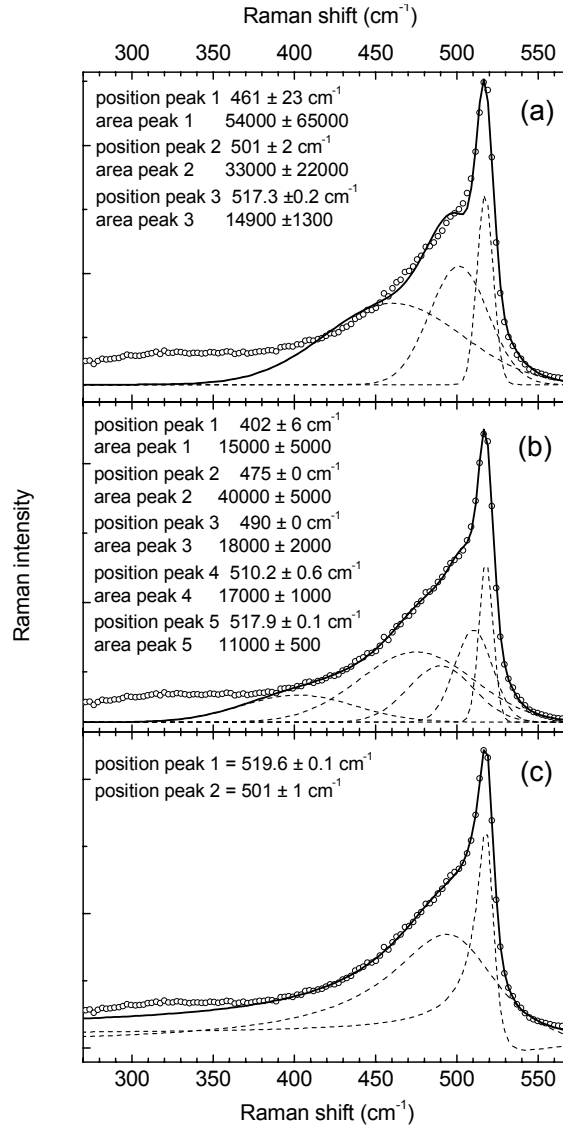 Raman shift (cm⁻¹)
300 350 400 450 500 550
(a)
position peak 1 461 ± 23 cm⁻¹
area peak 1 54000 ± 65000
position peak 2 501 ± 2 cm⁻¹
area peak 2 33000 ± 22000
position peak 3 517.3 ±0.2 cm⁻¹
area peak 3 14900 ±1300
(b)
position peak 1 402 ± 6 cm⁻¹
area peak 1 15000 ± 5000
position peak 2 475 ± 0 cm⁻¹
area peak 2 40000 ± 5000
position peak 3 490 ± 0 cm⁻¹
area peak 3 18000 ± 2000
position peak 4 510.2 ± 0.6 cm⁻¹
area peak 4 17000 ± 1000
position peak 5 517.9 ± 0.1 cm⁻¹
area peak 5 11000 ± 500
Raman intensity
(c)
position peak 1 = 519.6 ± 0.1 cm⁻¹
position peak 2 = 501 ± 1 cm⁻¹
300 350 400 450 500 550
Raman shift (cm⁻¹)